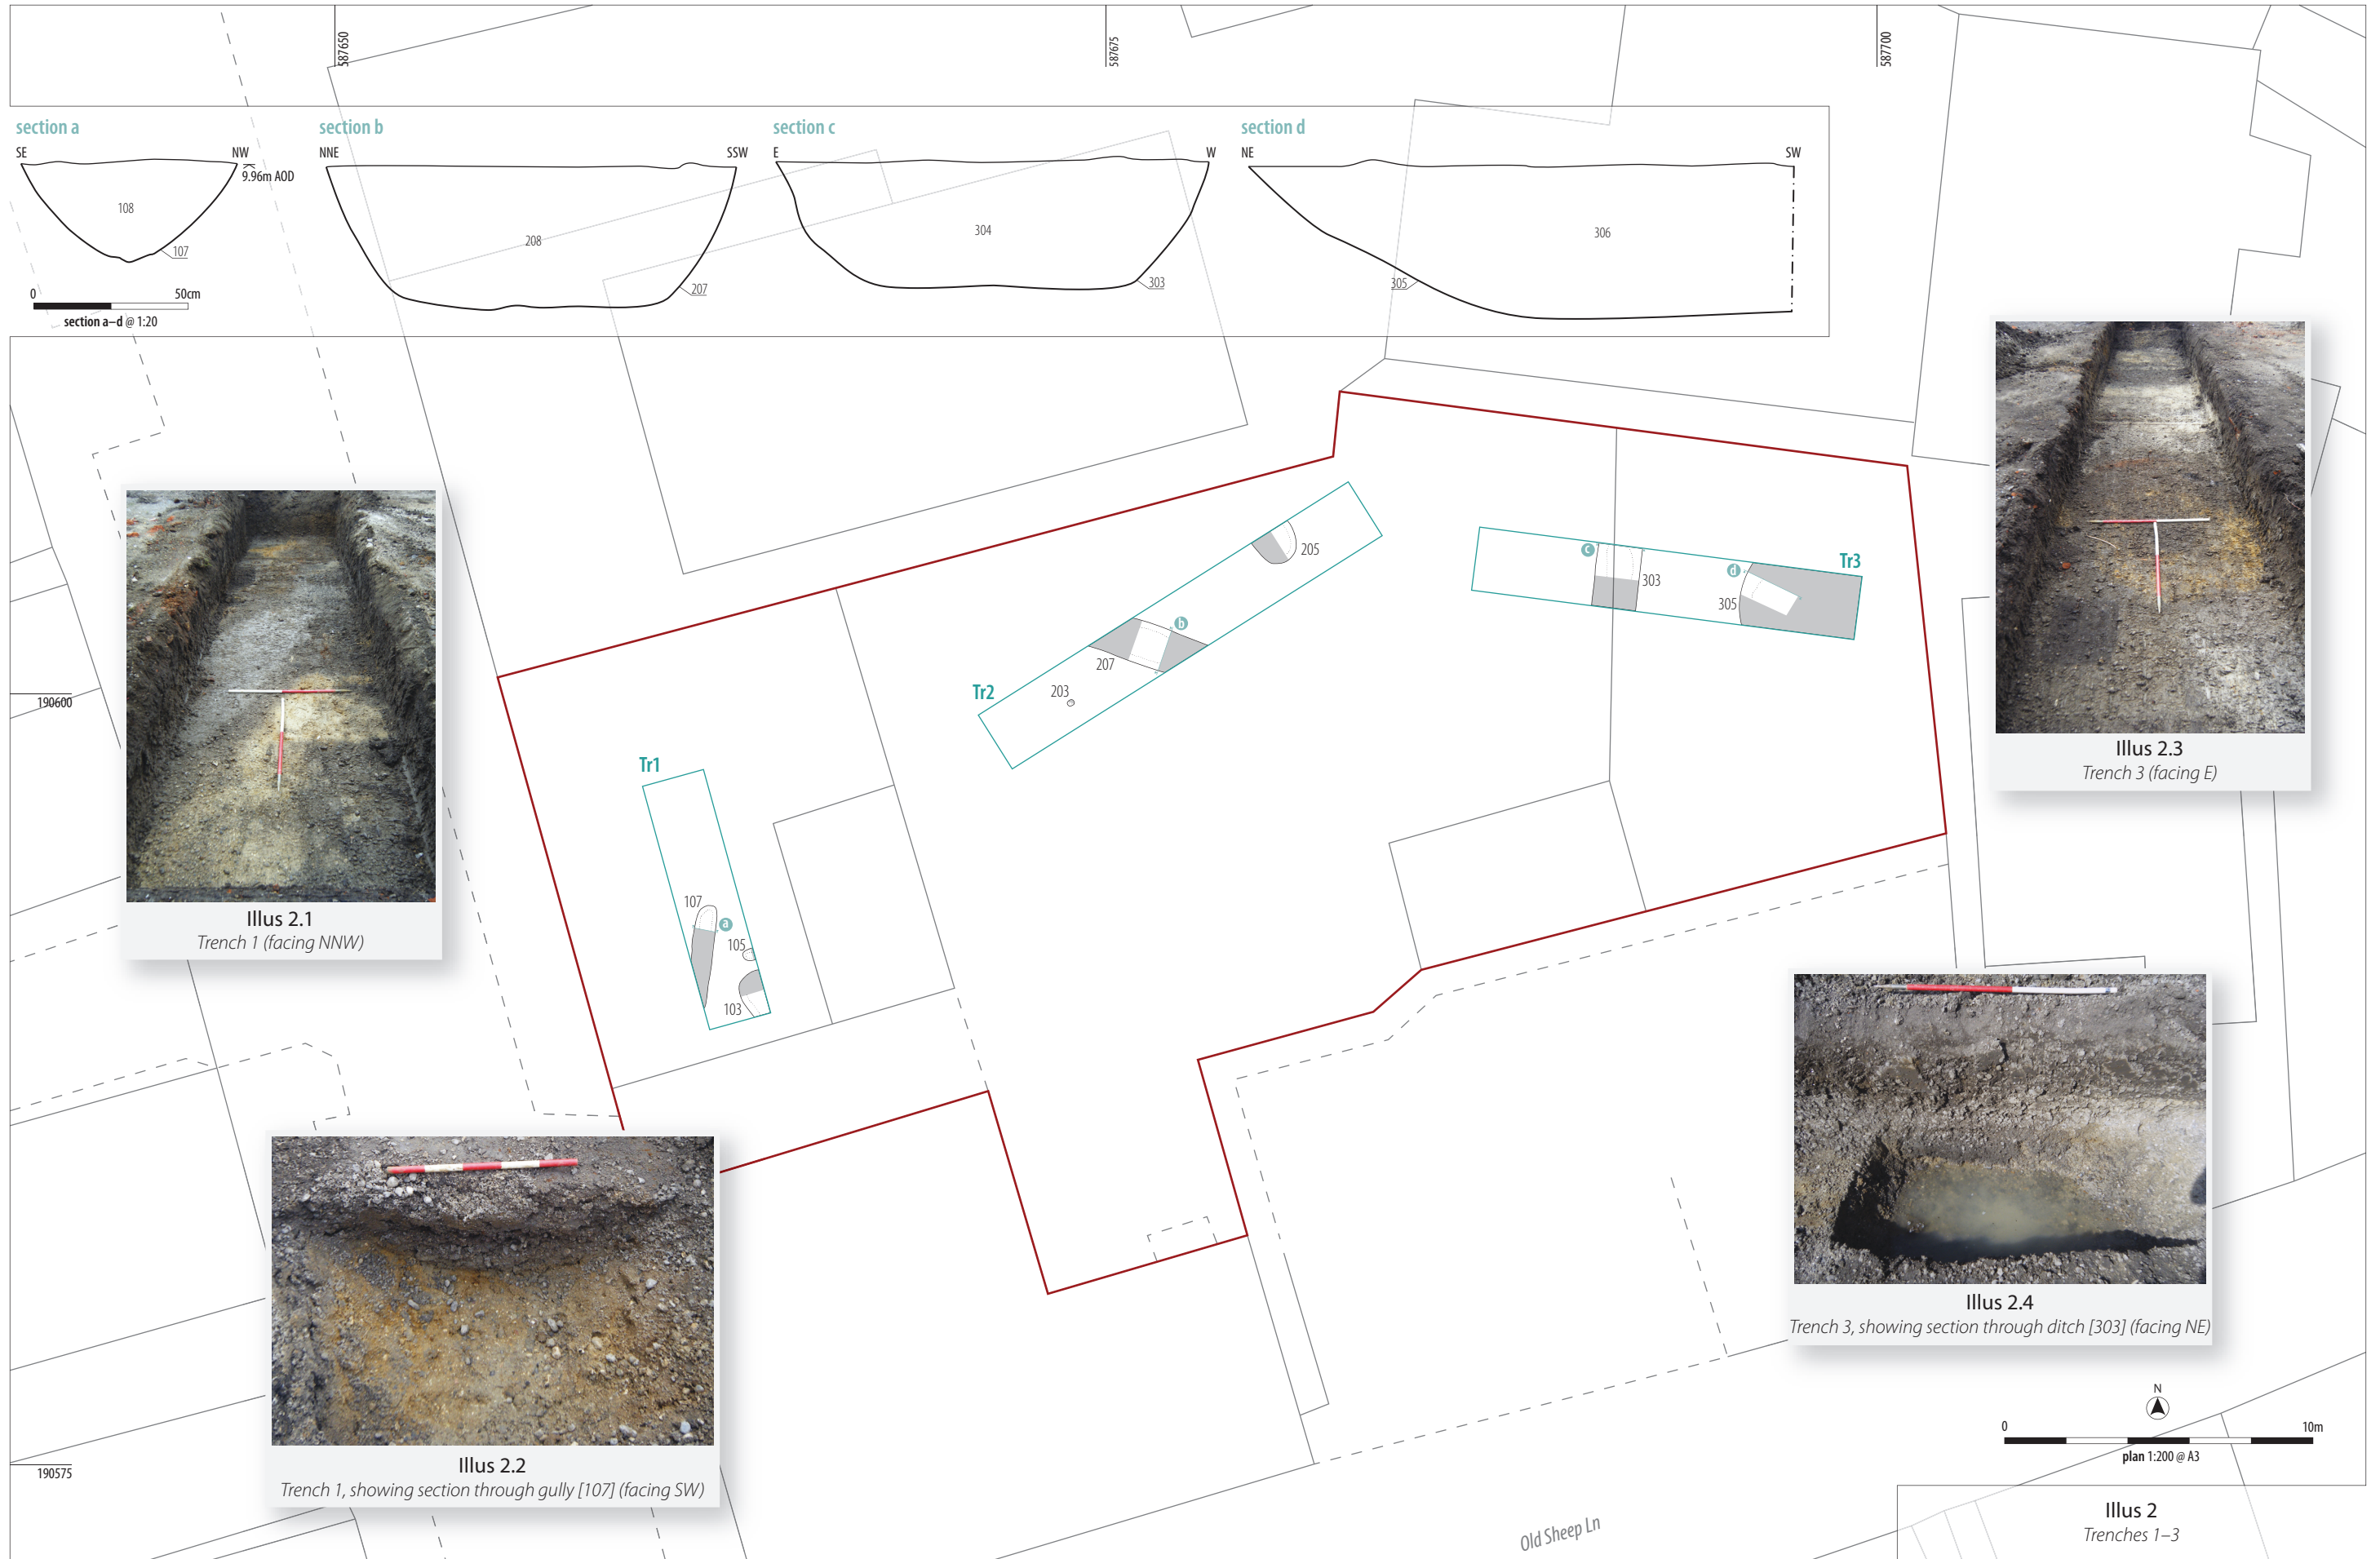 587650
587675
587700
section a
section b
section c
section d
SE
NW
9.96m AOD
NNE
SSW
E
W
NE
SW
108
107
208
207
304
303
305
306
0
50cm
section a–d @ 1:20
190600
190575
Tr1
107
a
105
103
Tr2
203
207
b
205
Tr3
c
303
d
305
Illus 2.1
Trench 1 (facing NNW)
Illus 2.2
Trench 1, showing section through gully [107] (facing SW)
Illus 2.3
Trench 3 (facing E)
Illus 2.4
Trench 3, showing section through ditch [303] (facing NE)
Old Sheep Ln
N
0
10m
plan 1:200 @ A3
Illus 2
Trenches 1–3